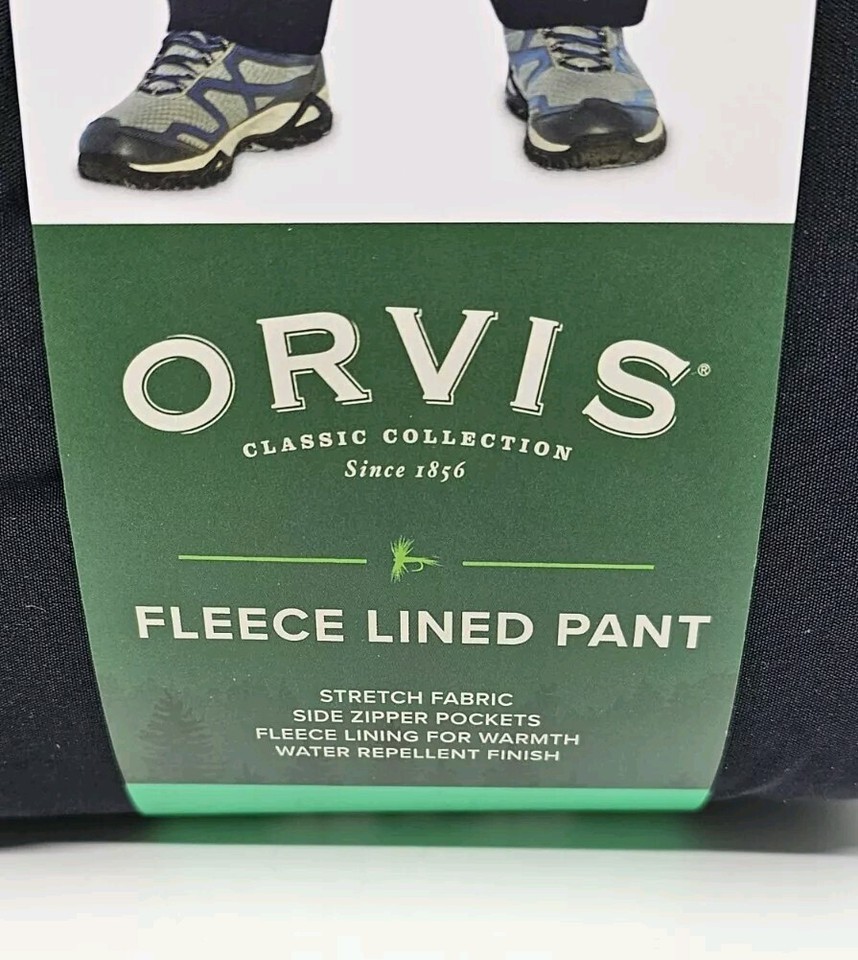 ORVIS®
CLASSIC COLLECTION
Since 1856
FLEECE LINED PANT
STRETCH FABRIC
SIDE ZIPPER POCKETS
FLEECE LINING FOR WARMTH
WATER REPELLENT FINISH